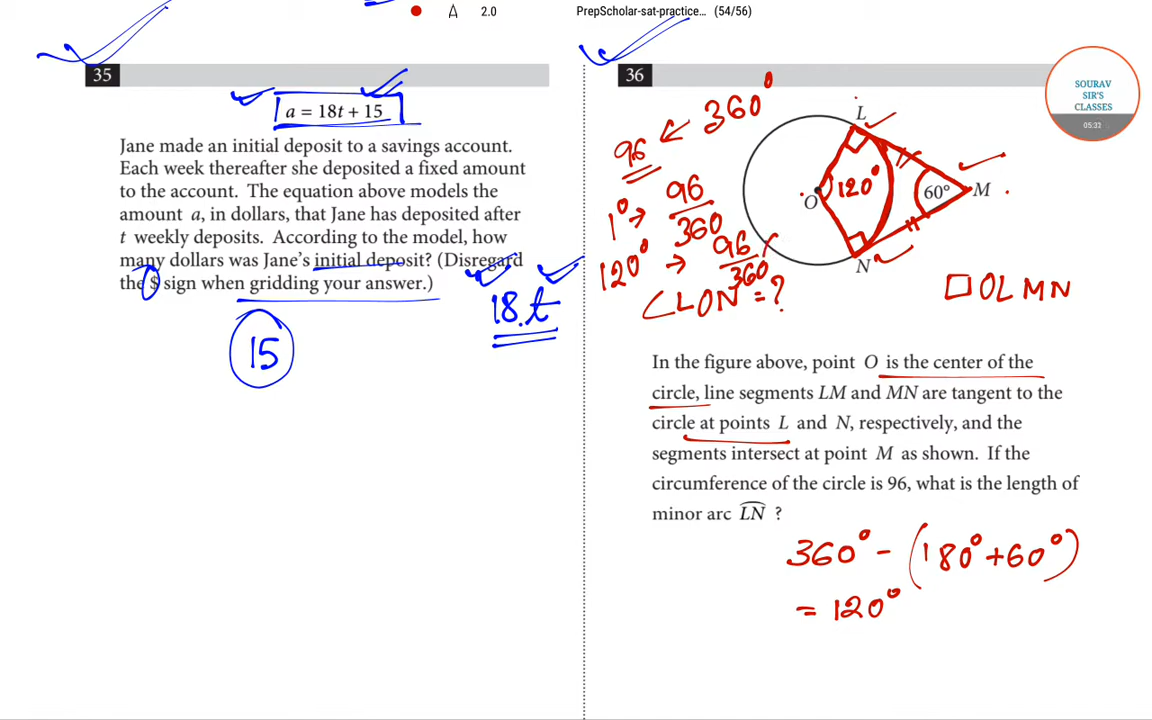 2.0
PrepScholar-sat-practice... (54/56)
SOURAV
SIR'S
CLASSES
05:33
35
a = 18t + 15
Jane made an initial deposit to a savings account.
Each week thereafter she deposited a fixed amount
to the account. The equation above models the
amount a, in dollars, that Jane has deposited after
t weekly deposits. According to the model, how
many dollars was Jane's initial deposit? (Disregard
the $ sign when gridding your answer.)
18.t
15
36
360°
96 ←
1° → 96/360
120° → 96/360 ×
∠LON = ?
L
O
120°
60°
M
N
□ OLMN
In the figure above, point O is the center of the
circle, line segments LM and MN are tangent to the
circle at points L and N, respectively, and the
segments intersect at point M as shown. If the
circumference of the circle is 96, what is the length of
minor arc LN ?
360° - (180° + 60°)
= 120°